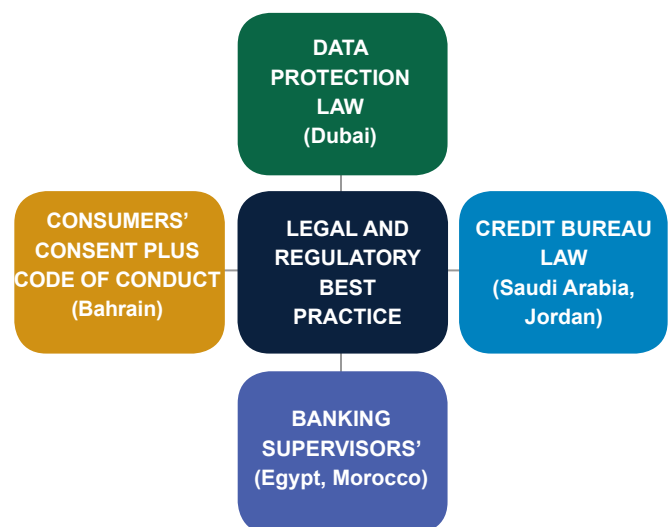 DATA
PROTECTION
LAW
(Dubai)
CONSUMERS’
CONSENT PLUS
CODE OF CONDUCT
(Bahrain)
LEGAL AND
REGULATORY
BEST
PRACTICE
CREDIT BUREAU
LAW
(Saudi Arabia,
Jordan)
BANKING
SUPERVISORS’
(Egypt, Morocco)